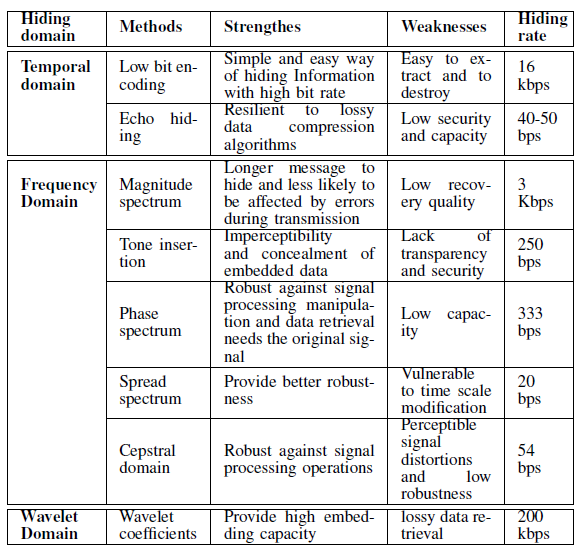 Hiding domain Methods Strengthes Weaknesses Hiding rate
Temporal domain
Low bit en-
coding
Simple and easy way
of hiding Information
with high bit rate
Easy to ex-
tract and to
destroy
16
kbps
Echo hid-
ing
Resilient to lossy
data compression
algorithms
Low security
and capacity
40-50
bps
Frequency
Domain
Magnitude
spectrum
Longer message to
hide and less likely to
be affected by errors
during transmission
Low recov-
ery quality
3
Kbps
Tone inser-
tion
Imperceptibility
and concealment of
embedded data
Lack of
transparency
and security
250
bps
Phase
spectrum
Robust against signal
processing manipula-
tion and data retrieval
needs the original sig-
nal
Low capac-
ity
333
bps
Spread
spectrum
Provide better robust-
ness
Vulnerable
to time scale
modification
20
bps
Cepstral
domain
Robust against signal
processing operations
Perceptible
signal
distortions
and low
robustness
54
bps
Wavelet
Domain
Wavelet
coefficients
Provide high embed-
ding capacity
lossy data re-
trieval
200
kbps